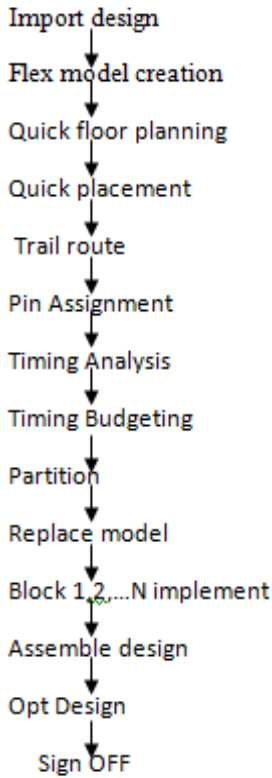 Import design
Flex model creation
Quick floor planning
Quick placement
Trail route
Pin Assignment
Timing Analysis
Timing Budgeting
Partition
Replace model
Block 1,2,...N implement
Assemble design
Opt Design
Sign OFF